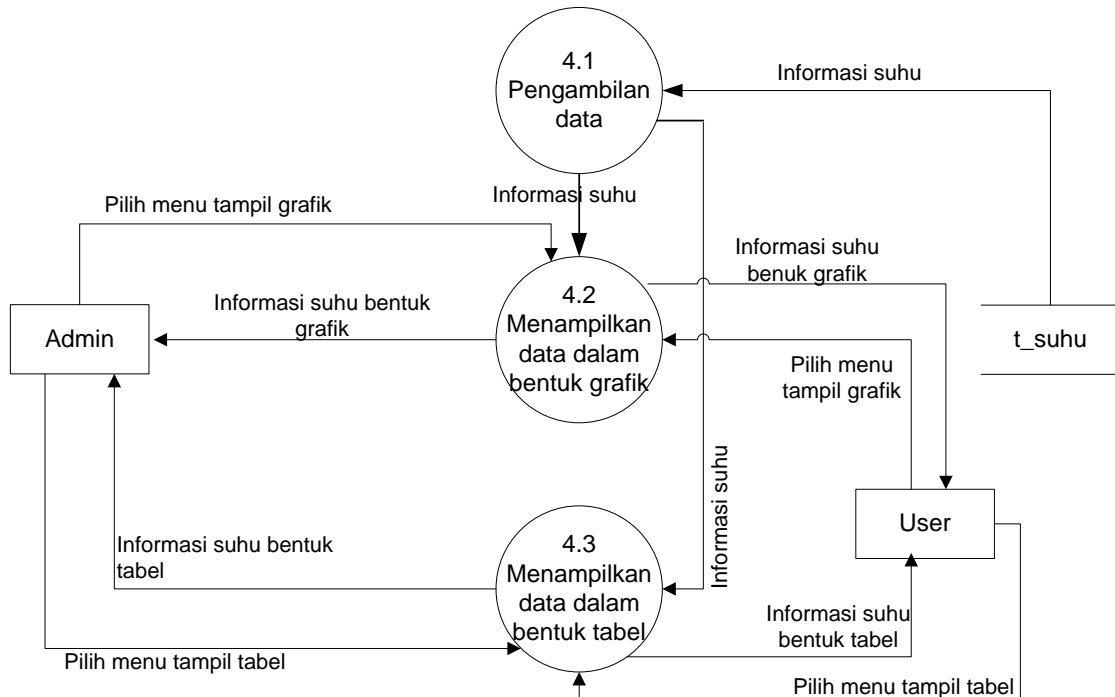 4.1
Pengambilan
data
Informasi suhu
Informasi suhu
Pilih menu tampil grafik
Informasi suhu
benuk grafik
4.2
Menampilkan
data dalam
bentuk grafik
Informasi suhu bentuk
grafik
Admin
t_suhu
Pilih menu
tampil grafik
Informasi suhu
User
4.3
Menampilkan
data dalam
bentuk tabel
Informasi suhu bentuk
tabel
Informasi suhu
bentuk tabel
Pilih menu tampil tabel
Pilih menu tampil tabel